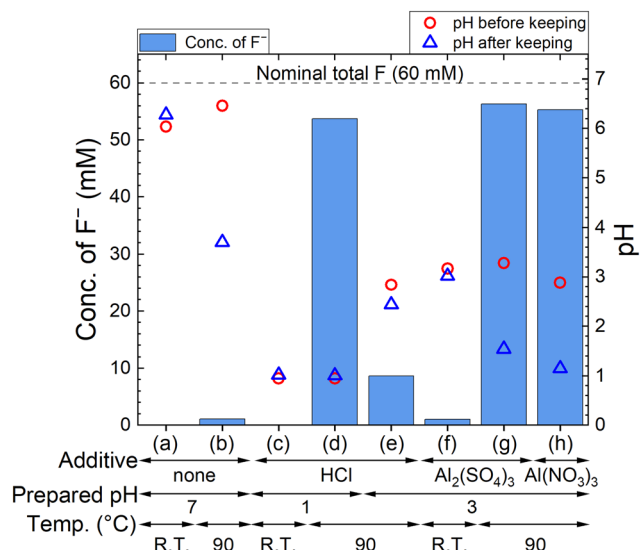 Conc. of F⁻
pH before keeping
pH after keeping
Nominal total F (60 mM)
Conc. of F⁻ (mM)
60
50
40
30
20
10
0
pH
7
6
5
4
3
2
1
0
(a) (b) (c) (d) (e) (f) (g) (h)
Additive
none HCl Al₂(SO₄)₃ Al(NO₃)₃
Prepared pH
7 1 3
Temp. (°C)
R.T. 90 R.T. 90 R.T. 90